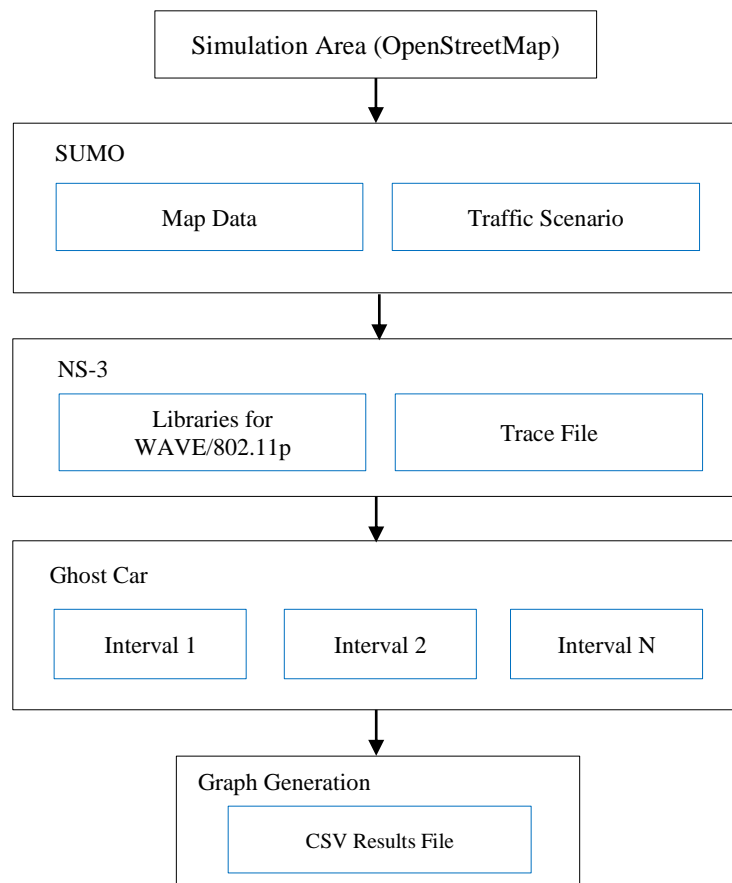 Simulation Area (OpenStreetMap)
SUMO
Map Data
Traffic Scenario
NS-3
Libraries for
WAVE/802.11p
Trace File
Ghost Car
Interval 1
Interval 2
Interval N
Graph Generation
CSV Results File